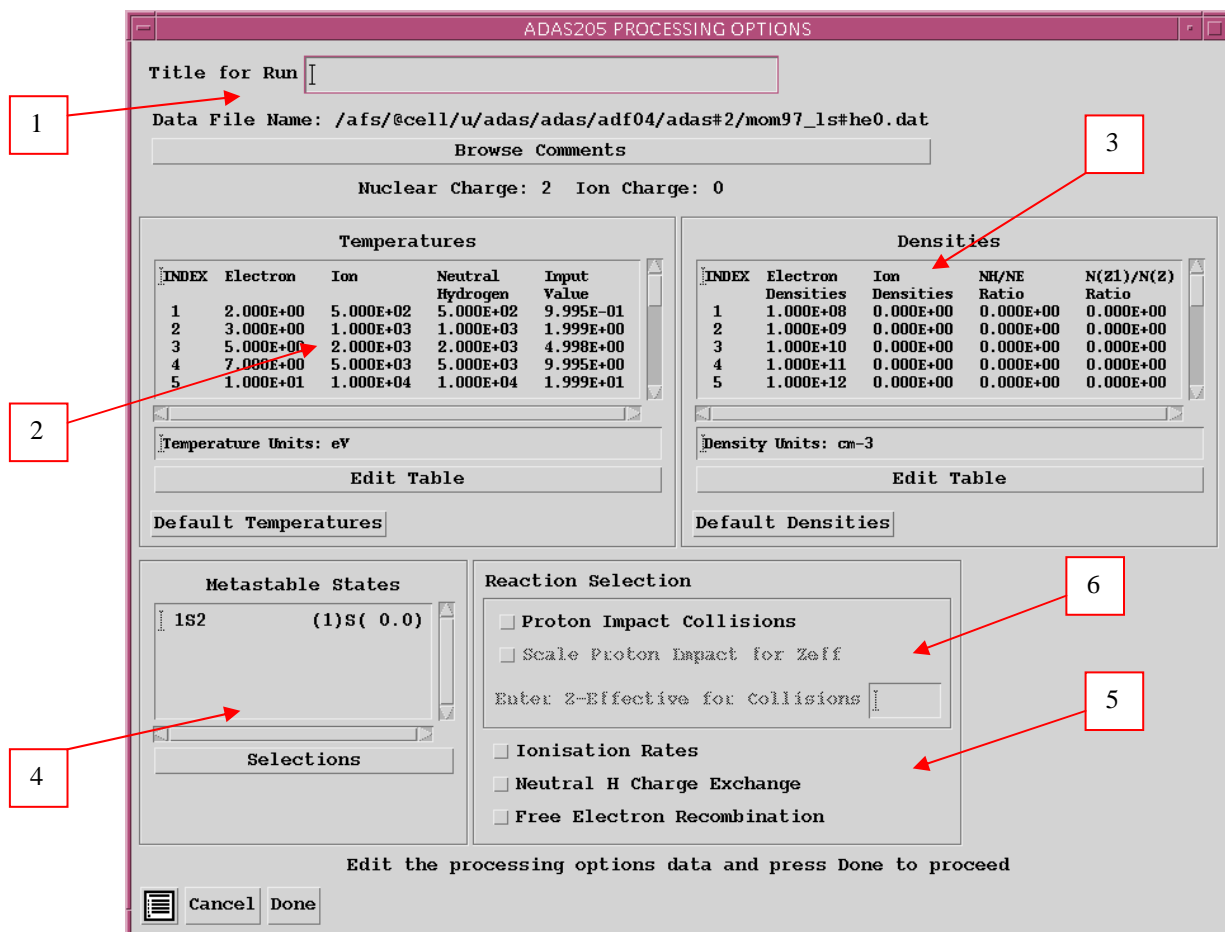 ADAS205 PROCESSING OPTIONS
Title for Run
1
Data File Name: /afs/@cell/u/adas/adas/adf04/adas#2/mom97_ls#he0.dat
Browse Comments
3
Nuclear Charge: 2 Ion Charge: 0
Temperatures
INDEX Electron Ion Neutral Input
Hydrogen Value
1 2.000E+00 5.000E+02 5.000E+02 9.995E-01
2 3.000E+00 1.000E+03 1.000E+03 1.999E+00
3 5.000E+00 2.000E+03 2.000E+03 4.998E+00
4 7.000E+00 5.000E+03 5.000E+03 9.995E+00
5 1.000E+01 1.000E+04 1.000E+04 1.999E+01
2
Temperature Units: eV
Edit Table
Default Temperatures
Densities
INDEX Electron Ion NH/NE N(Z1)/N(Z)
Densities Densities Ratio Ratio
1 1.000E+08 0.000E+00 0.000E+00 0.000E+00
2 1.000E+09 0.000E+00 0.000E+00 0.000E+00
3 1.000E+10 0.000E+00 0.000E+00 0.000E+00
4 1.000E+11 0.000E+00 0.000E+00 0.000E+00
5 1.000E+12 0.000E+00 0.000E+00 0.000E+00
Density Units: cm-3
Edit Table
Default Densities
Metastable States
1S2 (1)S( 0.0)
4
Selections
Reaction Selection
6
Proton Impact Collisions
Scale Proton Impact for Zeff
Enter Z-Effective for Collisions
5
Ionisation Rates
Neutral H Charge Exchange
Free Electron Recombination
Edit the processing options data and press Done to proceed
Cancel Done